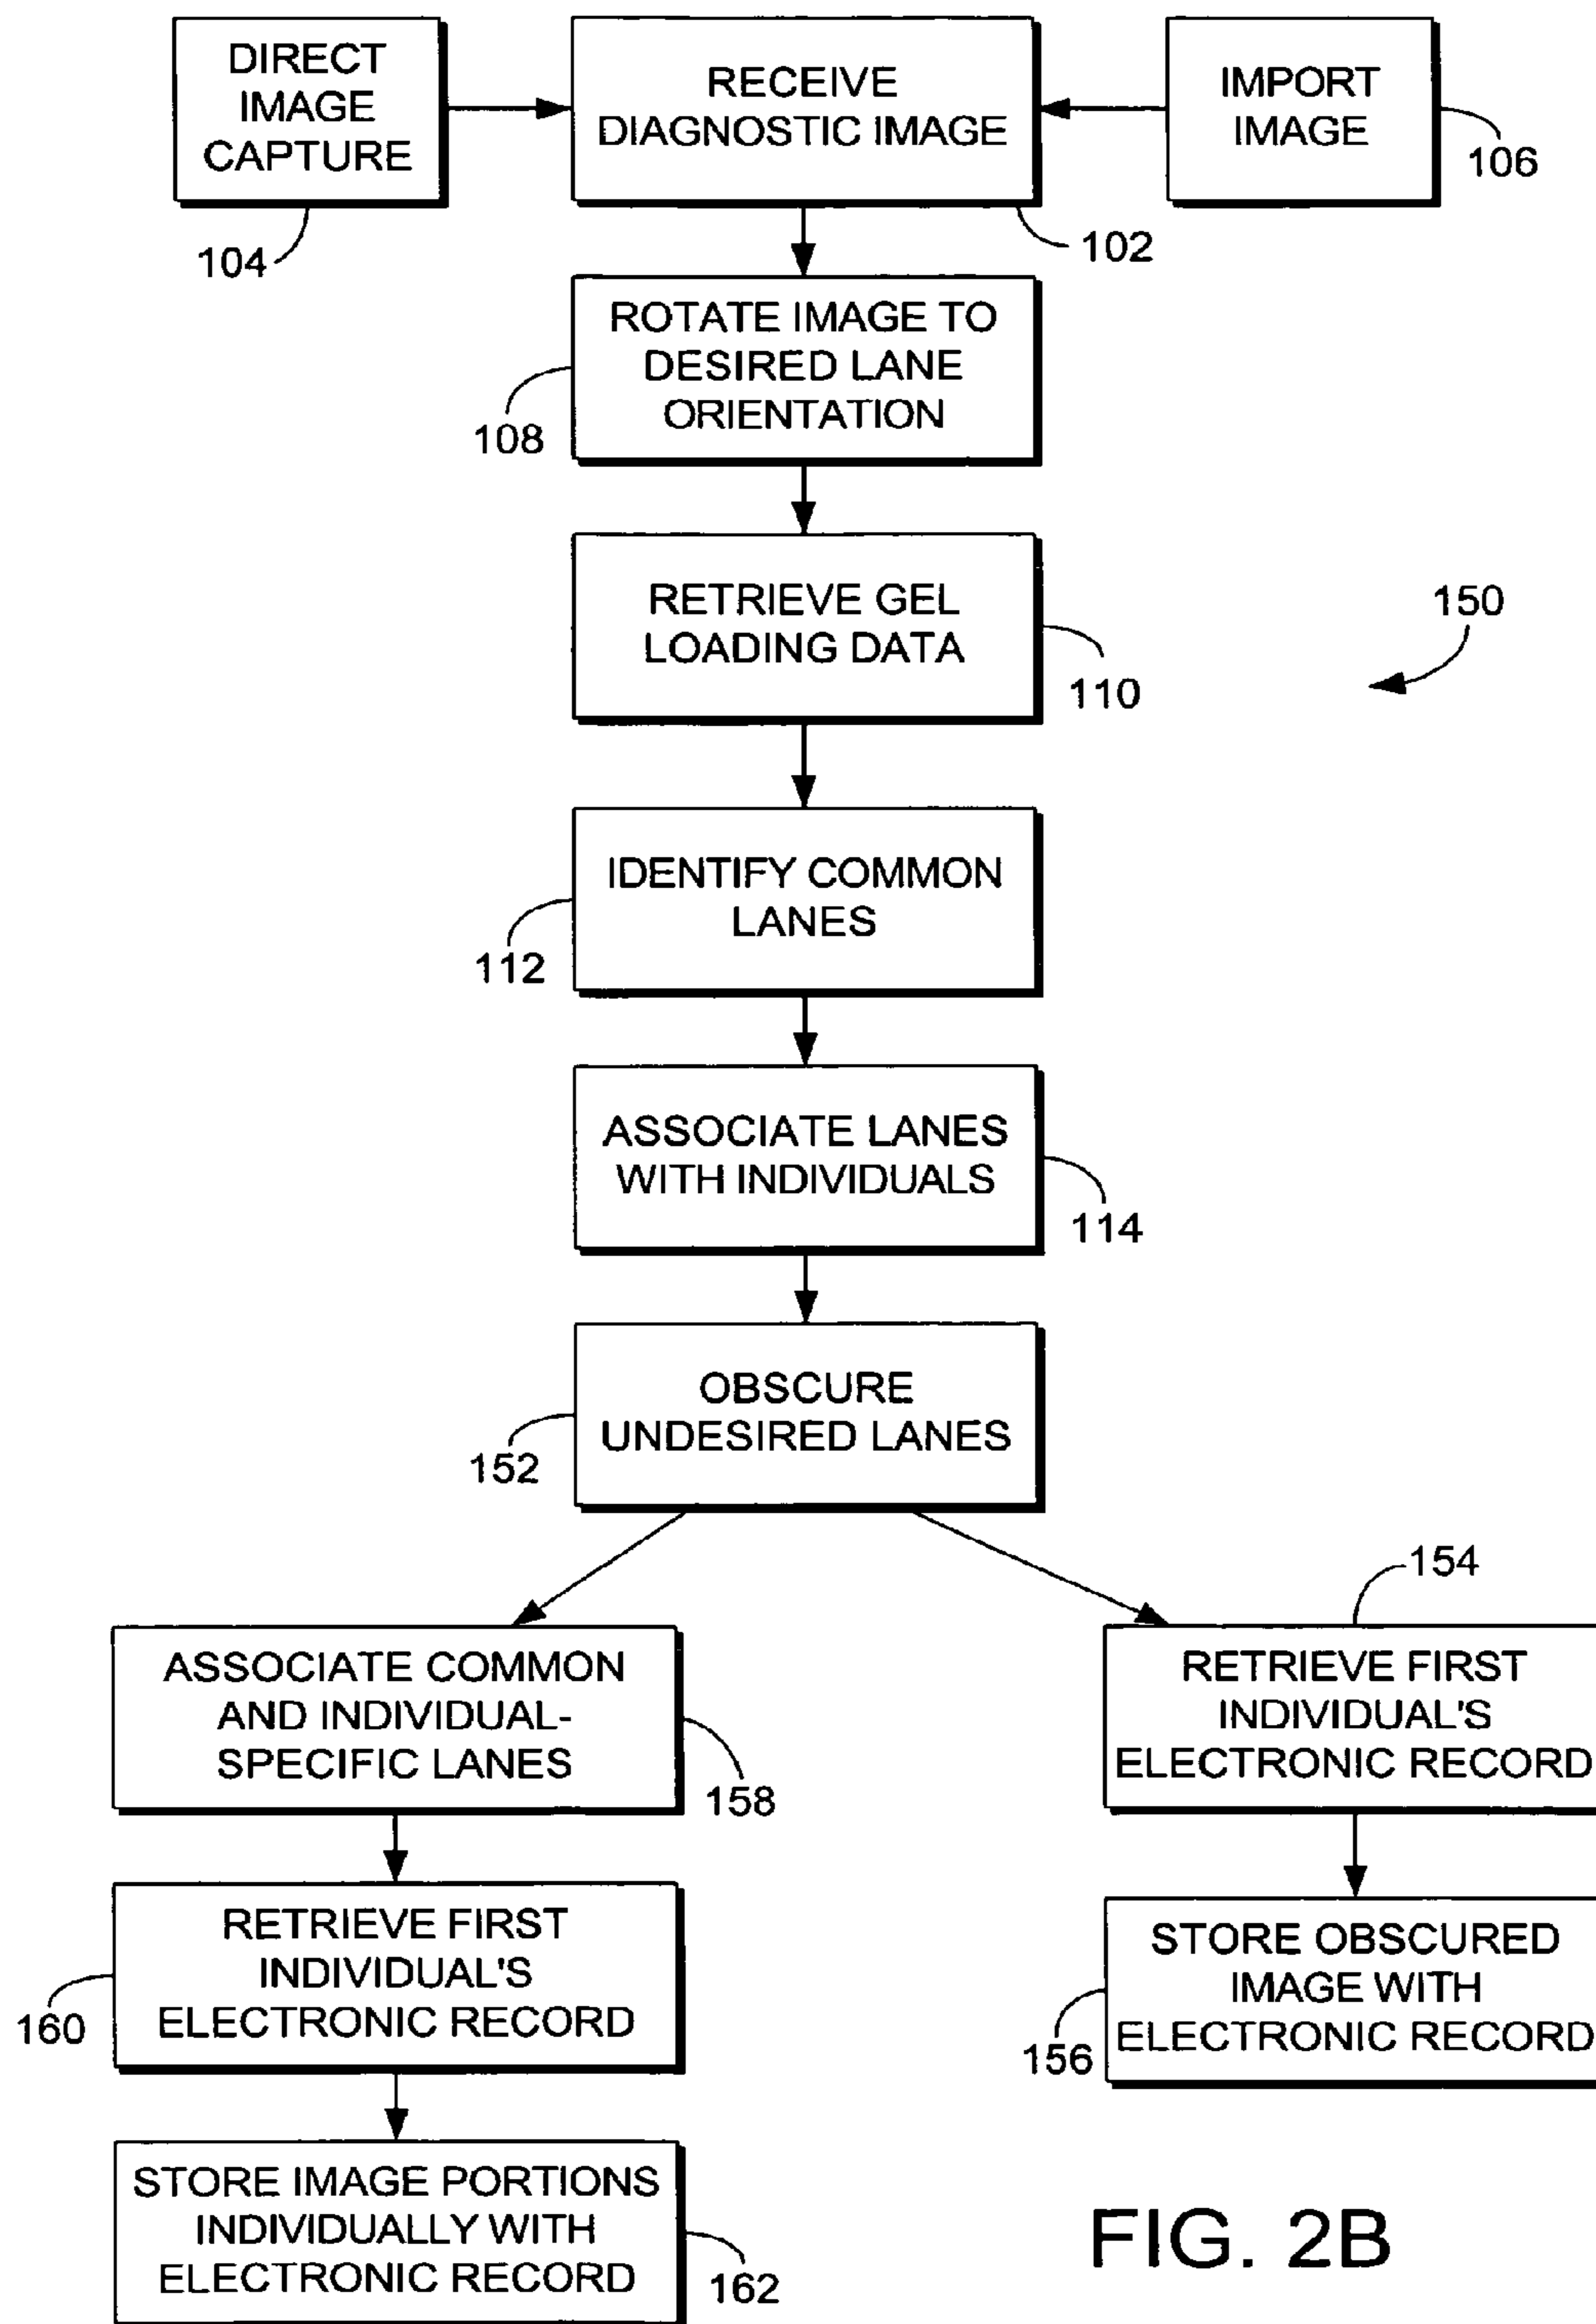 DIRECT
IMAGE
CAPTURE
104
RECEIVE
DIAGNOSTIC IMAGE
102
IMPORT
IMAGE
106
ROTATE IMAGE TO
DESIRED LANE
ORIENTATION
108
RETRIEVE GEL
LOADING DATA
110
150
IDENTIFY COMMON
LANES
112
ASSOCIATE LANES
WITH INDIVIDUALS
114
OBSCURE
UNDESIRED LANES
152
ASSOCIATE COMMON
AND INDIVIDUAL-
SPECIFIC LANES
158
RETRIEVE FIRST
INDIVIDUAL'S
ELECTRONIC RECORD
160
STORE IMAGE PORTIONS
INDIVIDUALLY WITH
ELECTRONIC RECORD
162
154
RETRIEVE FIRST
INDIVIDUAL'S
ELECTRONIC RECORD
STORE OBSCURED
IMAGE WITH
ELECTRONIC RECORD
156
FIG. 2B